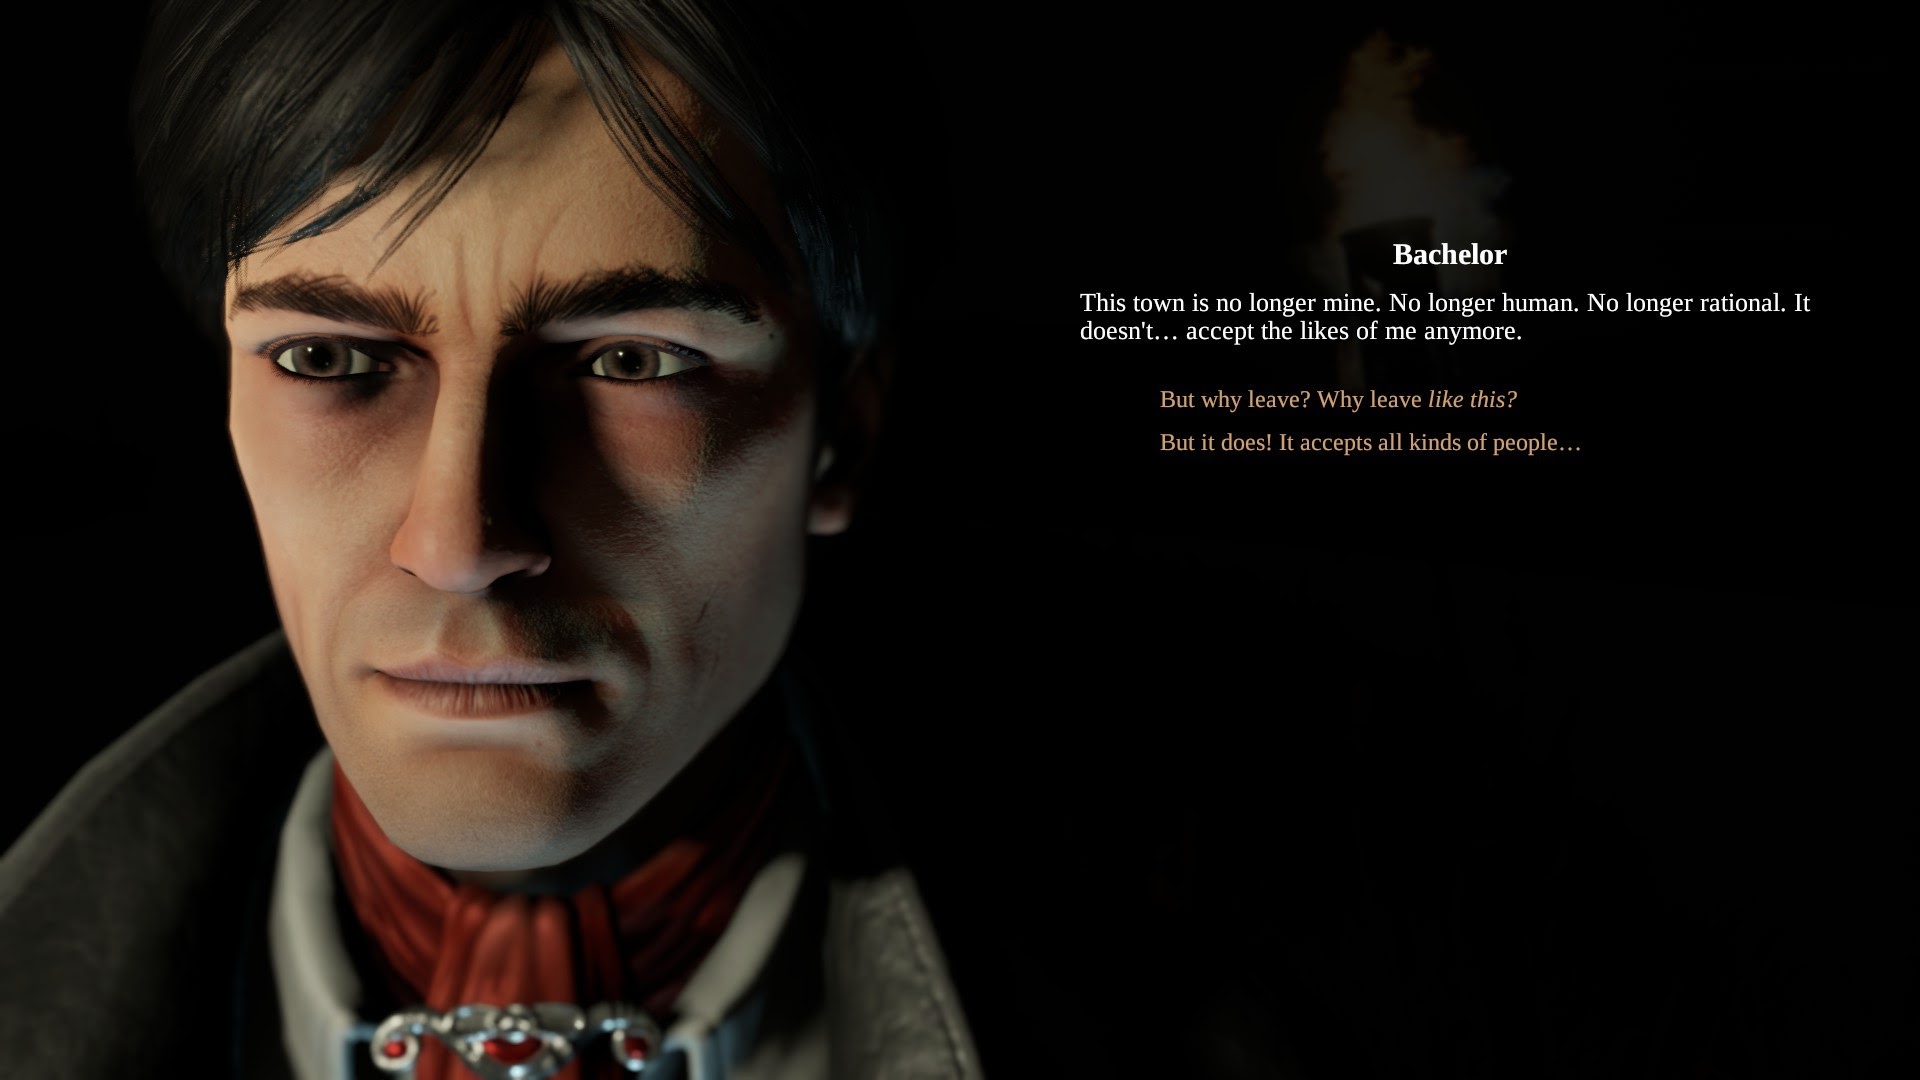 Bachelor
This town is no longer mine. No longer human. No longer rational. It
doesn't… accept the likes of me anymore.
But why leave? Why leave like this?
But it does! It accepts all kinds of people…